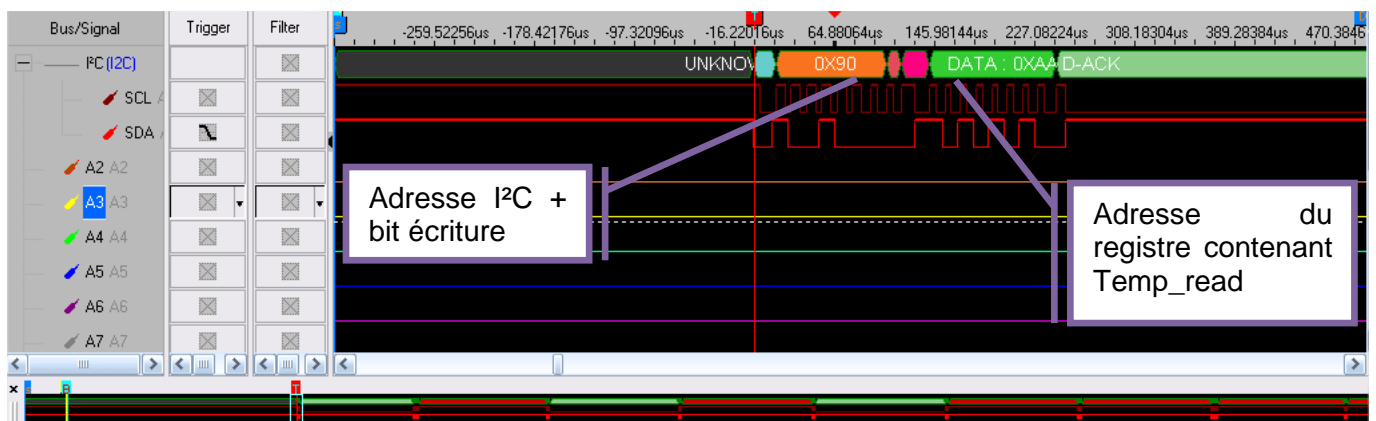 Bus/Signal Trigger Filter -259.52256us -178.42176us -97.32096us -16.22016us 64.88064us 145.98144us 227.08224us 308.18304us 389.28384us 470.3846
I²C (I2C) UNKNOW 0X90 DATA : 0XAA D-ACK
SCL
SDA
A2 A2
A3 A3
A4 A4
A5 A5
A6 A6
A7 A7
Adresse I²C +
bit écriture
Adresse du
registre contenant
Temp_read
B T